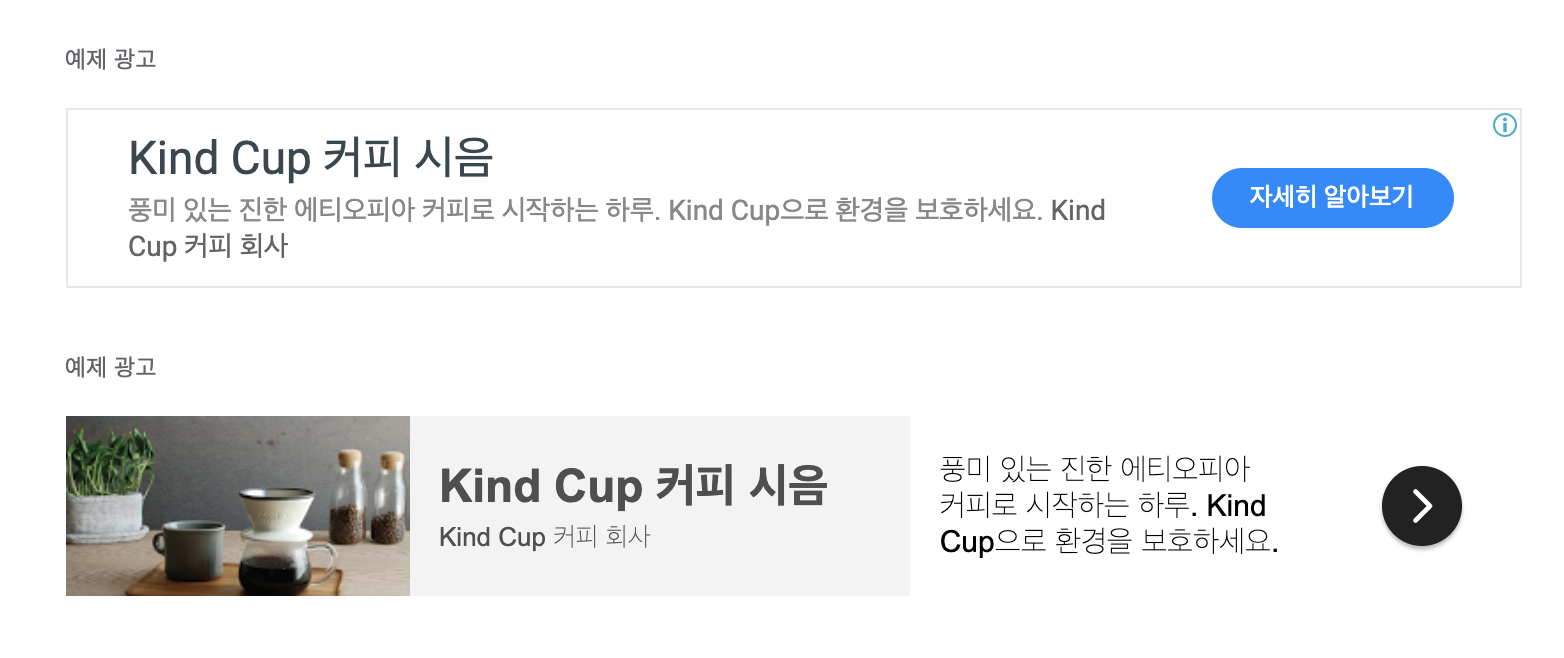 예제 광고
Kind Cup 커피 시음
풍미 있는 진한 에티오피아 커피로 시작하는 하루. Kind Cup으로 환경을 보호하세요. Kind
Cup 커피 회사
자세히 알아보기
예제 광고
Kind Cup 커피 시음
Kind Cup 커피 회사
풍미 있는 진한 에티오피아
커피로 시작하는 하루. Kind
Cup으로 환경을 보호하세요.